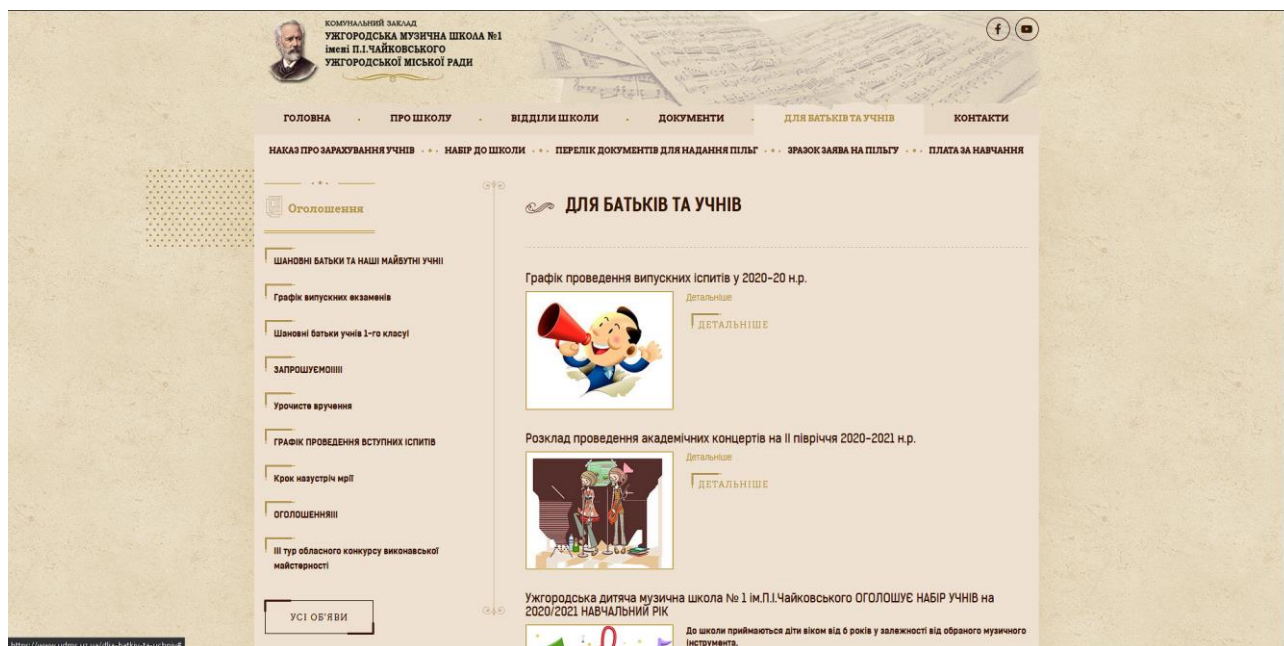 КОМУНАЛЬНИЙ ЗАКЛАД
УЖГОРОДСЬКА МУЗИЧНА ШКОЛА №1
імені П.І.ЧАЙКОВСЬКОГО
УЖГОРОДСЬКОЇ МІСЬКОЇ РАДИ
ГОЛОВНА
ПРО ШКОЛУ
ВІДДІЛИ ШКОЛИ
ДОКУМЕНТИ
ДЛЯ БАТЬКІВ ТА УЧНІВ
КОНТАКТИ
НАКАЗ ПРО ЗАРАХУВАННЯ УЧНІВ
НАБІР ДО ШКОЛИ
ПЕРЕЛІК ДОКУМЕНТІВ ДЛЯ НАДАННЯ ПІЛЬГ
ЗРАЗОК ЗАЯВА НА ПІЛЬГУ
ПЛАТА ЗА НАВЧАННЯ
Оголошення
ШАНОВНІ БАТЬКИ ТА НАШІ МАЙБУТНІ УЧНІ!
Графік випускних екзаменів
Шановні батьки учнів 1-го класу!
ЗАПРОШУЄМО!!!!!
Урочисте вручення
ГРАФІК ПРОВЕДЕННЯ ВСТУПНИХ ІСПИТІВ
Крок назустріч мрії
ОГОЛОШЕННЯ!!!
ІІІ тур обласного конкурсу виконавської
майстерності
УСІ ОБ'ЯВИ
ДЛЯ БАТЬКІВ ТА УЧНІВ
Графік проведення випускних іспитів у 2020-20 н.р.
Детальніше
ДЕТАЛЬНІШЕ
Розклад проведення академічних концертів на ІІ півріччя 2020-2021 н.р.
Детальніше
ДЕТАЛЬНІШЕ
Ужгородська дитяча музична школа № 1 ім.П.І.Чайковського ОГОЛОШУЄ НАБІР УЧНІВ на
2020/2021 НАВЧАЛЬНИЙ РІК
До школи приймаються діти віком від 6 років у залежності від обраного музичного
інструмента.